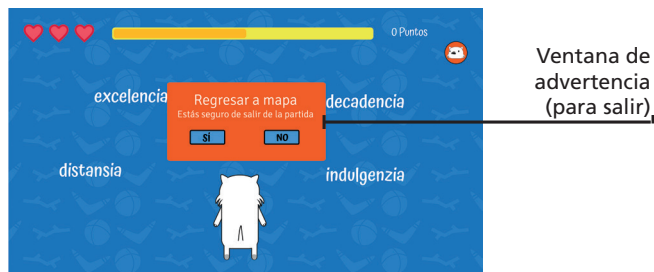 0 Puntos
excelencia
decadencia
Regresar a mapa
Estás seguro de salir de la partida
SÍ
NO
distansia
indulgenzia
Ventana de
advertencia
(para salir)